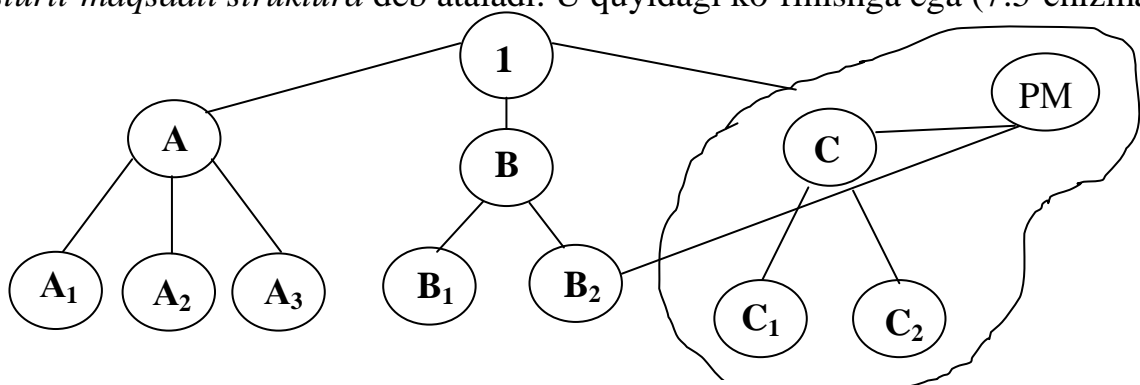 maqsadli struktura deb ataladi. U quyidagi ko‘rinishga ega (7.3-chizma
1
PM
A
C
B
A₁
A₂
A₃
B₁
B₂
C₁
C₂